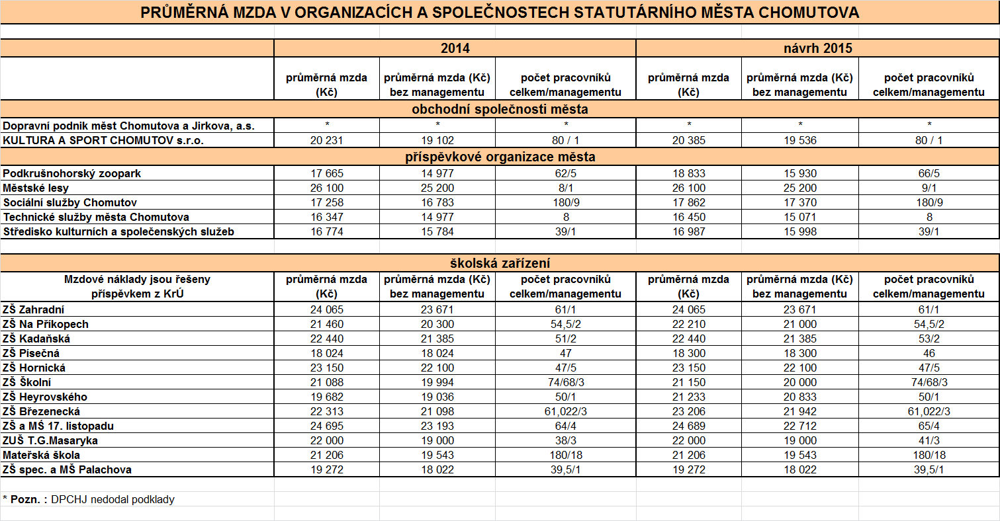 PRŮMĚRNÁ MZDA V ORGANIZACÍCH A SPOLEČNOSTECH STATUTÁRNÍHO MĚSTA CHOMUTOVA
2014 návrh 2015
průměrná mzda (Kč) průměrná mzda (Kč) bez managementu počet pracovníků celkem/managementu průměrná mzda (Kč) průměrná mzda (Kč) bez managementu počet pracovníků celkem/managementu
obchodní společnosti města
Dopravní podnik měst Chomutova a Jirkova, a.s. * * * * * *
KULTURA A SPORT CHOMUTOV s.r.o. 20 231 19 102 80 / 1 20 385 19 536 80 / 1
příspěvkové organizace města
Podkrušnohorský zoopark 17 665 14 977 62/5 18 833 15 930 66/5
Městské lesy 26 100 25 200 8/1 26 100 25 200 9/1
Sociální služby Chomutov 17 258 16 783 180/9 17 862 17 370 180/9
Technické služby města Chomutova 16 347 14 977 8 16 450 15 071 8
Středisko kulturních a společenských služeb 16 774 15 784 39/1 16 987 15 998 39/1
školská zařízení
Mzdové náklady jsou řešeny příspěvkem z KrÚ průměrná mzda (Kč) průměrná mzda (Kč) bez managementu počet pracovníků celkem/managementu průměrná mzda (Kč) průměrná mzda (Kč) bez managementu počet pracovníků celkem/managementu
ZŠ Zahradní 24 065 23 671 61/1 24 065 23 671 61/1
ZŠ Na Příkopech 21 460 20 300 54,5/2 22 210 21 000 54,5/2
ZŠ Kadaňská 22 440 21 385 51/2 22 440 21 385 53/2
ZŠ Písečná 18 024 18 024 47 18 300 18 300 46
ZŠ Hornická 23 150 22 100 47/5 23 150 22 100 47/5
ZŠ Školní 21 088 19 994 74/68/3 21 150 20 000 74/68/3
ZŠ Heyrovského 19 682 19 036 50/1 21 233 20 833 50/1
ZŠ Březenecká 22 313 21 098 61,022/3 23 206 21 942 61,022/3
ZŠ a MŠ 17. listopadu 24 695 23 193 64/4 24 689 22 712 65/4
ZUŠ T.G.Masaryka 22 000 19 000 38/3 22 000 19 000 41/3
Mateřská škola 21 206 19 543 180/18 21 206 19 543 180/18
ZŠ spec. a MŠ Palachova 19 272 18 022 39,5/1 19 272 18 022 39,5/1
* Pozn. : DPCHJ nedodal podklady